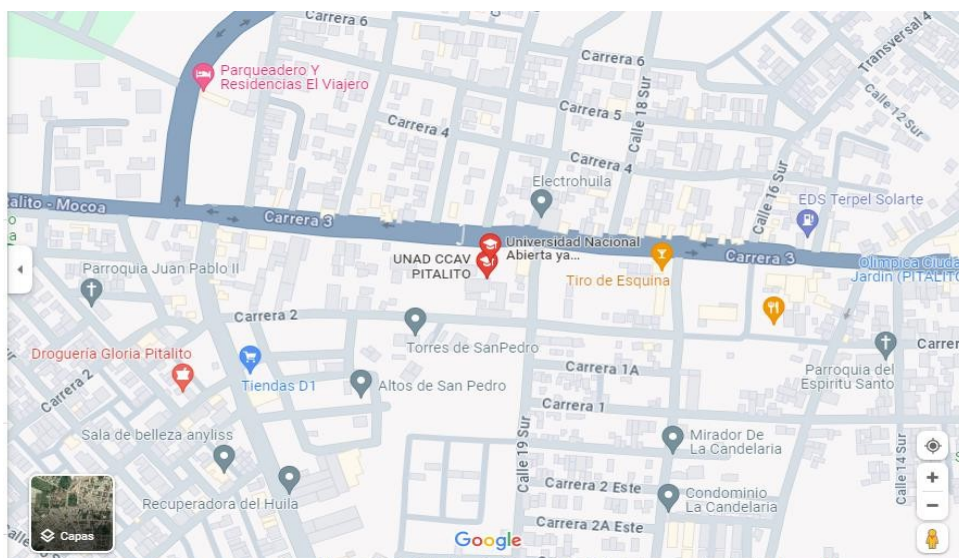 Carrera 6
Transversal 4
Parqueadero Y
Residencias El Viajero
Carrera 6
Calle 18 Sur
Calle 12 Sur
Carrera 5
Carrera 4
Carrera 4
Calle 16 Sur
Electrohuila
EDS Terpel Solarte
Pitalito - Mocoa
Carrera 3
Universidad Nacional
Abierta ya...
UNAD CCAV
PITALITO
Carrera 3
Parroquia Juan Pablo II
Tiro de Esquina
Olimpica Ciuda
Jardin (PITALITO
Carrera 2
Torres de SanPedro
Carrer
Droguería Gloria Pitalito
Carrera 2
Tiendas D1
Altos de San Pedro
Carrera 1A
Parroquia del
Espiritu Santo
Carrera 1
Sala de belleza anyliss
Calle 19 Sur
Mirador De
La Candelaria
Calle 14 Sur
Recuperadora del Huila
Carrera 2 Este
Condominio
La Candelaria
Carrera 2A Este
Capas
Google